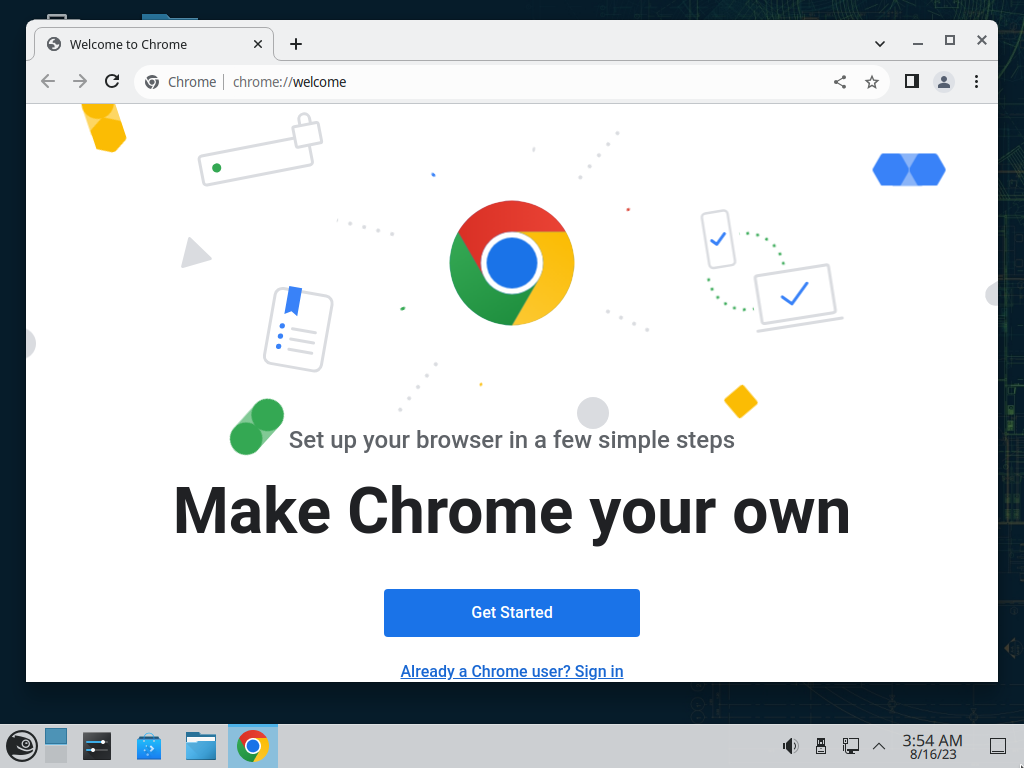 Welcome to Chrome
Chrome
chrome://welcome
Set up your browser in a few simple steps
Make Chrome your own
Get Started
Already a Chrome user? Sign in
3:54 AM
8/16/23